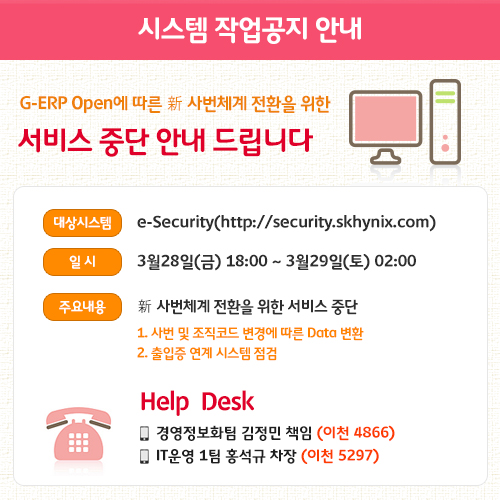 시스템 작업공지 안내
G-ERP Open에 따른 新 사번체계 전환을 위한
서비스 중단 안내 드립니다
대상시스템 e-Security(http://security.skhynix.com)
일 시 3월28일(금) 18:00 ~ 3월29일(토) 02:00
주요내용 新 사번체계 전환을 위한 서비스 중단
1. 사번 및 조직코드 변경에 따른 Data 변환
2. 출입증 연계 시스템 점검
Help Desk
경영정보화팀 김정민 책임 (이천 4866)
IT운영 1팀 홍석규 차장 (이천 5297)